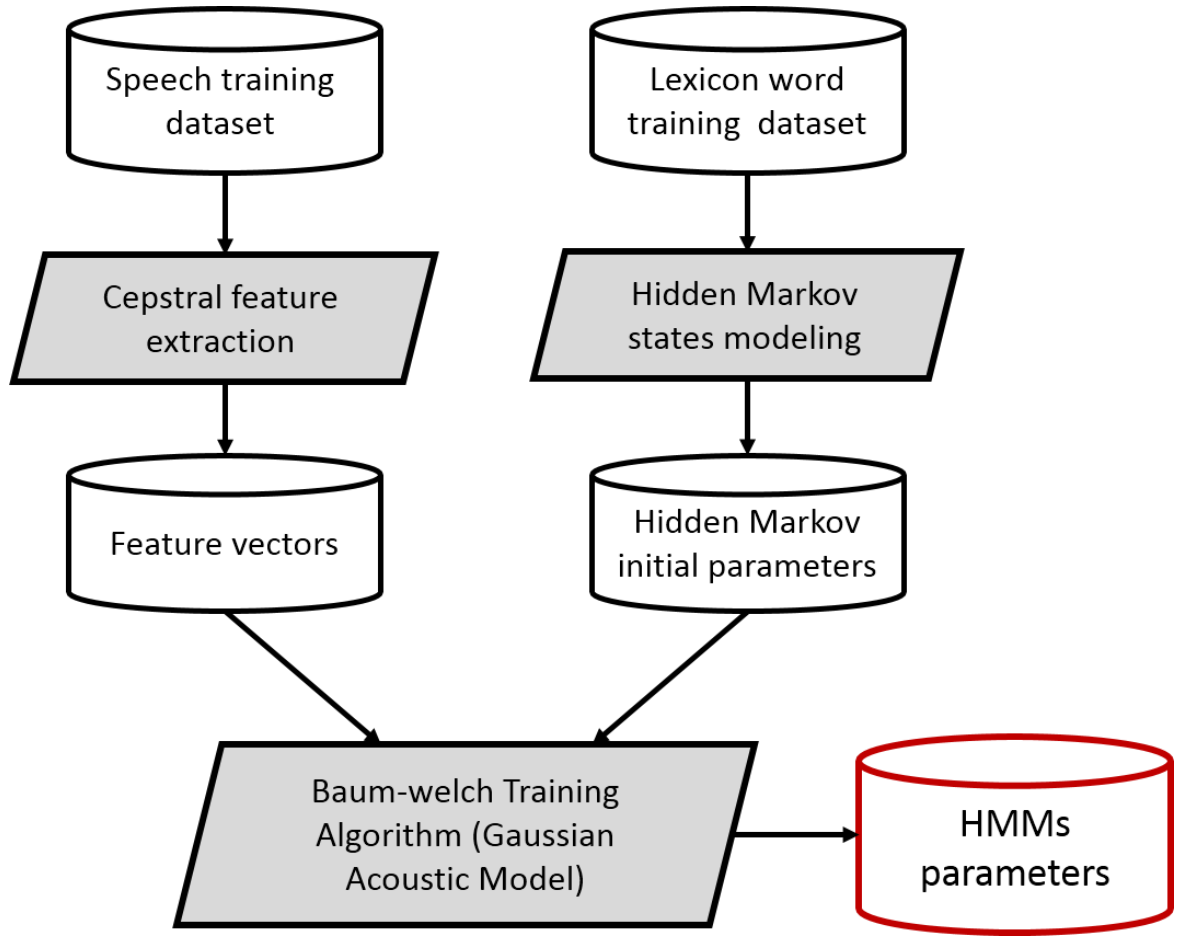 Speech training
dataset
Lexicon word
training  dataset
Cepstral feature
extraction
Hidden Markov
states modeling
Feature vectors
Hidden Markov
initial parameters
Baum-welch Training
Algorithm (Gaussian
Acoustic Model)
HMMs
parameters